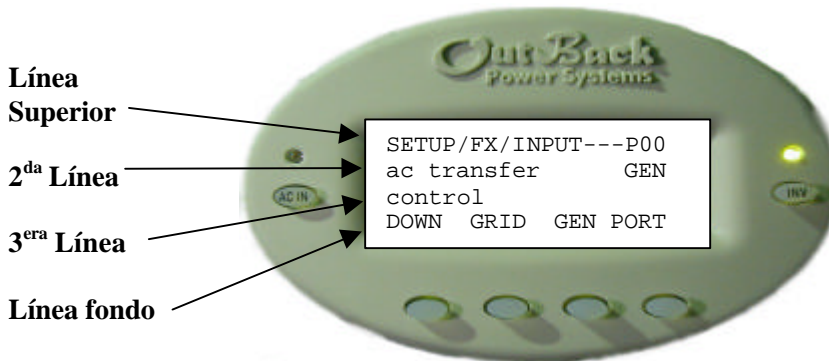 OutBack
Power Systems
Línea
Superior
2da Línea
3era Línea
Línea fondo
SETUP/FX/INPUT---P00
ac transfer GEN
control
DOWN GRID GEN PORT
AC IN
INV